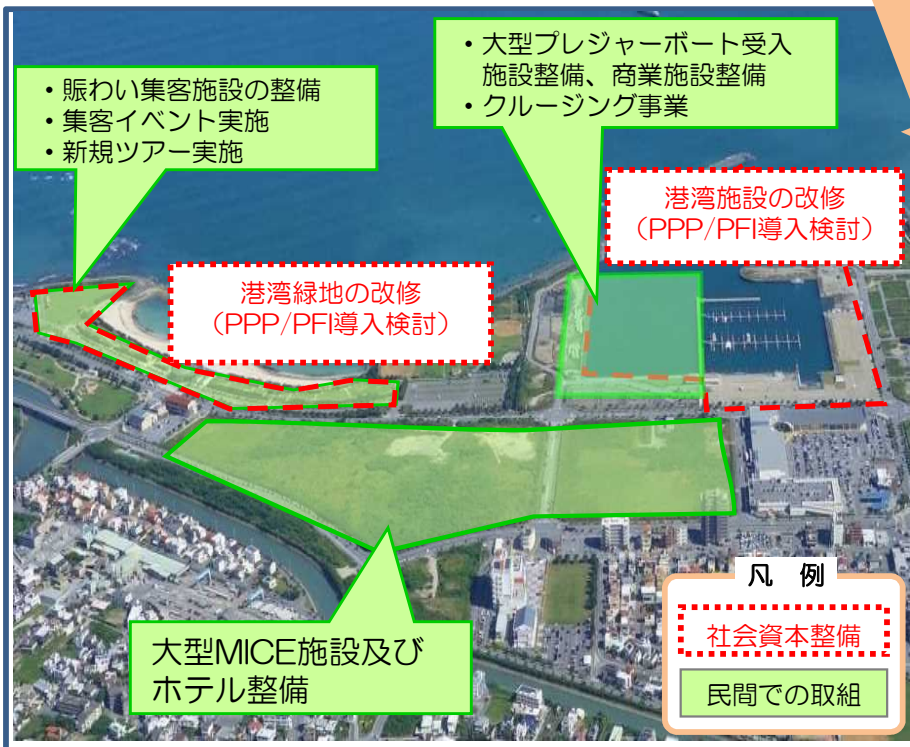 ・賑わい集客施設の整備
・集客イベント実施
・新規ツアー実施
・大型プレジャーボート受入
施設整備、商業施設整備
・クルージング事業
港湾施設の改修
（PPP/PFI導入検討）
港湾緑地の改修
（PPP/PFI導入検討）
大型MICE施設及び
ホテル整備
凡　例
社会資本整備
民間での取組